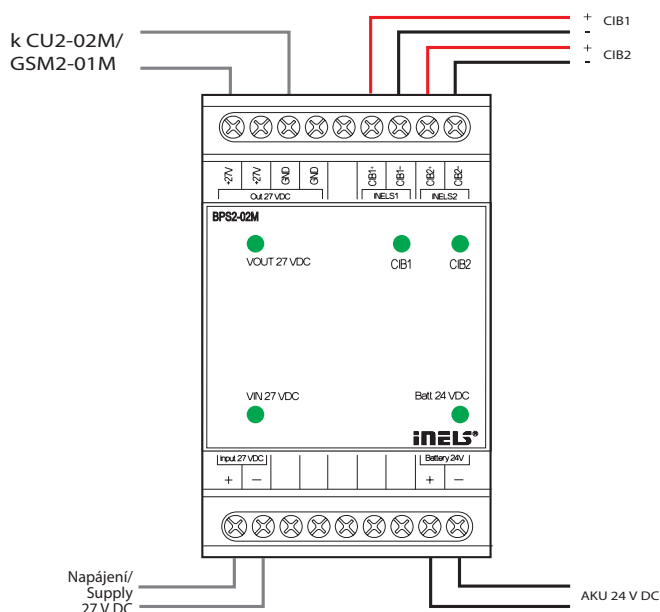 k CU2-02M/
GSM2-01M
+ CIB1
-
+ CIB2
-
+27V +27V GND GND CIB1+ CIB1- CIB2+ CIB2-
Out 27 VDC INELS1 INELS2
BPS2-02M
VOUT 27 VDC CIB1 CIB2
VIN 27 VDC Batt 24 VDC
iNELS®
Input 27 VDC Battery 24V
+ − + −
Napájení/
Supply
27 V DC
AKU 24 V DC